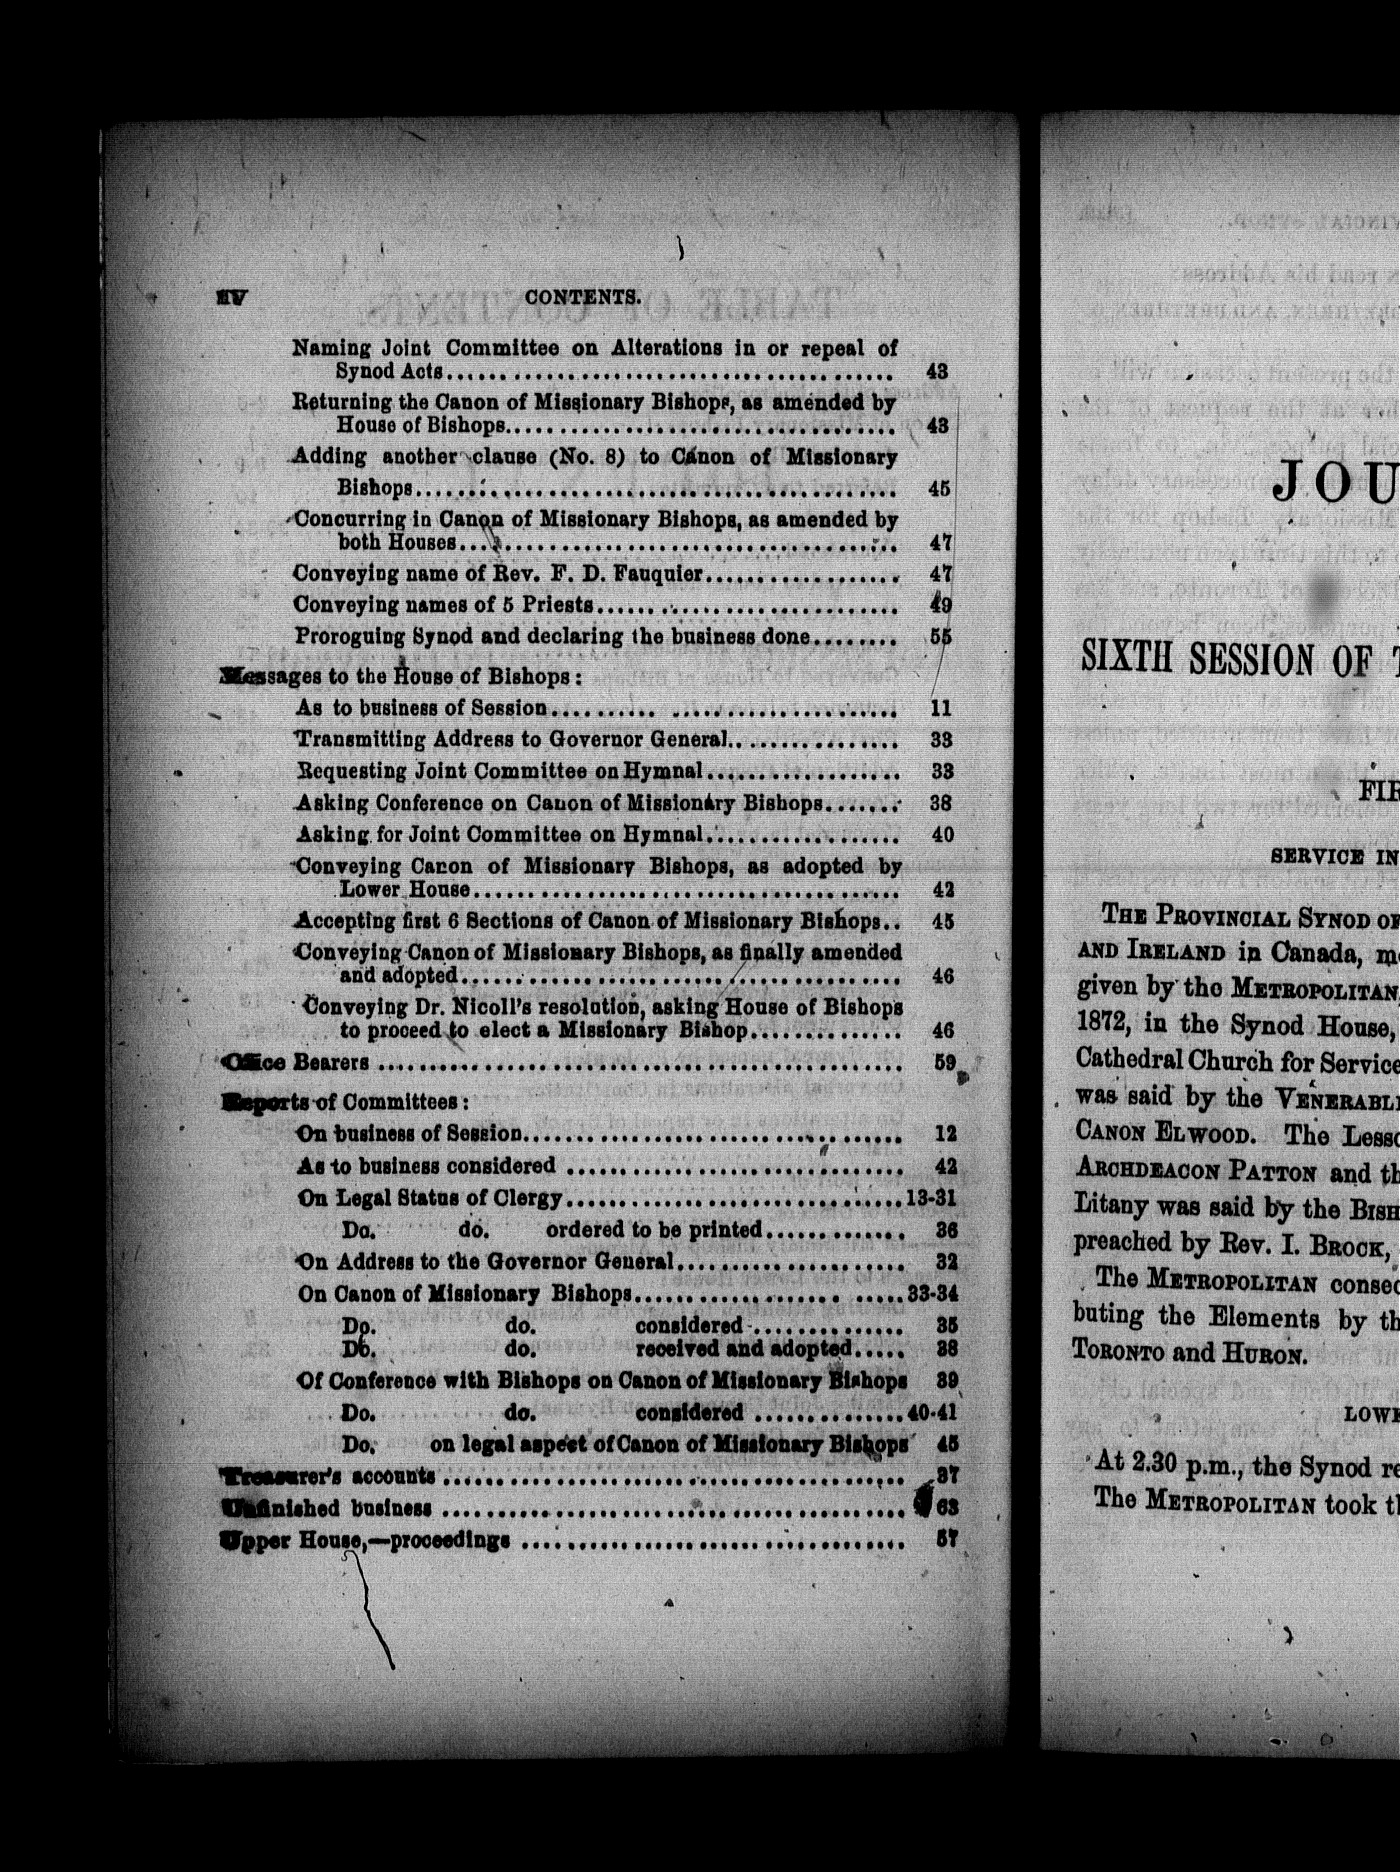 IV CONTENTS.
Naming Joint Committee on Alterations in or repeal of
Synod Acts........................................ 43
Returning the Canon of Missionary Bishops, as amended by
House of Bishops.................................. 43
Adding another clause (No. 8) to Canon of Missionary
Bishops........................................... 45
Concurring in Canon of Missionary Bishops, as amended by
both Houses....................................... 47
Conveying name of Rev. F. D. Fauquier.................. 47
Conveying names of 5 Priests............................ 49
Proroguing Synod and declaring the business done........ 55
Messages to the House of Bishops:
As to business of Session................................ 11
Transmitting Address to Governor General................ 33
Requesting Joint Committee on Hymnal.................. 33
Asking Conference on Canon of Missionary Bishops....... 38
Asking for Joint Committee on Hymnal.................. 40
Conveying Canon of Missionary Bishops, as adopted by
Lower House...................................... 42
Accepting first 6 Sections of Canon of Missionary Bishops.. 45
Conveying Canon of Missionary Bishops, as finally amended
and adopted....................................... 46
Conveying Dr. Nicoll's resolution, asking House of Bishops
to proceed to elect a Missionary Bishop.............. 46
Office Bearers ................................................ 59
Reports of Committees:
On business of Session.................................. 12
As to business considered ............................... 42
On Legal Status of Clergy...............................13-31
Do. do. ordered to be printed............. 36
On Address to the Governor General..................... 32
On Canon of Missionary Bishops........................33-34
Do. do. considered .............. 35
Do. do. received and adopted..... 38
Of Conference with Bishops on Canon of Missionary Bishops 39
Do. do. considered ..............40-41
Do. on legal aspect of Canon of Missionary Bishops 45
Treasurer's accounts ......................................... 37
Unfinished business ......................................... 63
Upper House,—proceedings .................................. 57
JOU
SIXTH SESSION OF T
FIR
SERVICE IN
THE PROVINCIAL SYNOD OF
AND IRELAND in Canada, m
given by the METROPOLITAN,
1872, in the Synod House,
Cathedral Church for Service
was said by the VENERABLE
CANON ELWOOD. The Lesso
ARCHDEACON PATTON and th
Litany was said by the BISH
preached by Rev. I. BROCK,
The METROPOLITAN consec
buting the Elements by th
TORONTO and HURON.
LOWE
At 2.30 p.m., the Synod re
The METROPOLITAN took th